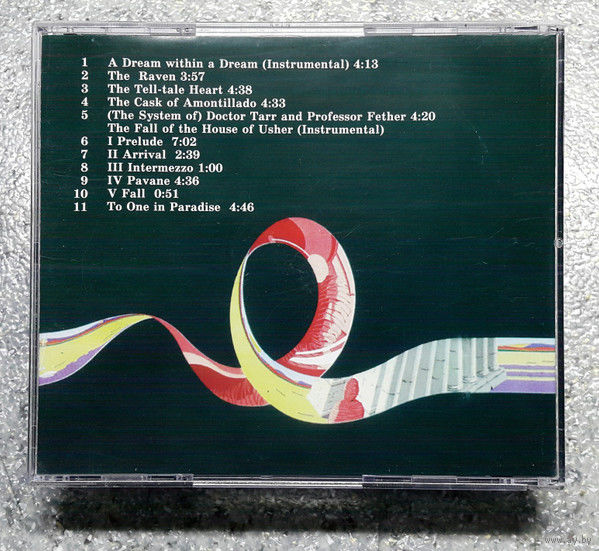 1 A Dream within a Dream (Instrumental) 4:13
2 The Raven 3:57
3 The Tell-tale Heart 4:38
4 The Cask of Amontillado 4:33
5 (The System of) Doctor Tarr and Professor Fether 4:20
The Fall of the House of Usher (Instrumental)
6 I Prelude 7:02
7 II Arrival 2:39
8 III Intermezzo 1:00
9 IV Pavane 4:36
10 V Fall 0:51
11 To One in Paradise 4:46
www.ay.by